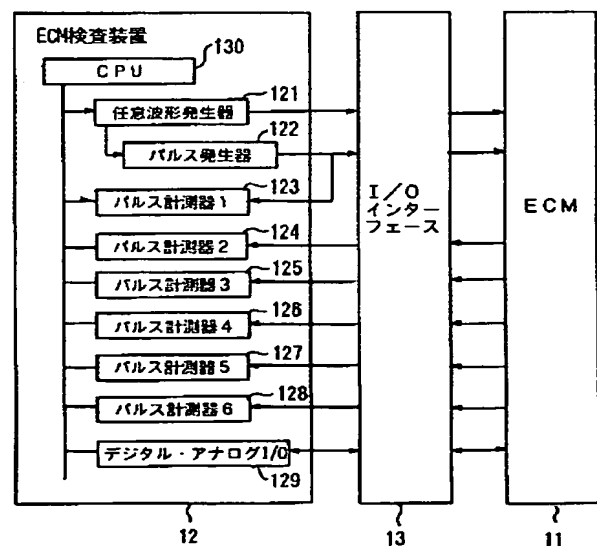 ECM検査装置
130
CPU
121
任意波形発生器
122
パルス発生器
123
パルス計測器1
124
パルス計測器2
125
パルス計測器3
126
パルス計測器4
127
パルス計測器5
128
パルス計測器6
デジタル・アナログI/O
129
I/O
インター
フェース
ECM
12
13
11